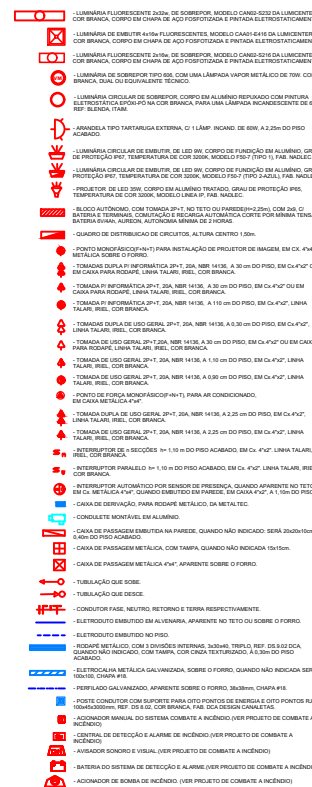 - LUMINÁRIA FLUORESCENTE 2x32w, DE SOBREPOR, MODELO CAN02-S232 DA LUMICENTE
COR BRANCA, CORPO EM CHAPA DE AÇO FOSFOTIZADA E PINTADA ELETROSTATICAMENT
- LUMINÁRIA DE EMBUTIR 4x16w FLUORESCENTES, MODELO CAA01-E416 DA LUMICENTER
COR BRANCA, CORPO EM CHAPA DE AÇO FOSFOTIZADA E PINTADA ELETROSTATICAMENT
- LUMINÁRIA FLUORESCENTE 2x16w, DE SOBREPOR, MODELO CAN02-S216 DA LUMICENTE
COR BRANCA, CORPO EM CHAPA DE AÇO FOSFOTIZADA E PINTADA ELETROSTATICAMENT
- LUMINÁRIA DE SOBREPOR TIPO 606, COM UMA LÂMPADA VAPOR METÁLICO DE 70W. CO
BRANCA, DUAL OU EQUIVALENTE TÉCNICO.
- LUMINÁRIA CIRCULAR DE SOBREPOR, CORPO EM ALUMÍNIO REPUXADO COM PINTURA
ELETROSTÁTICA EPÓXI-PÓ NA COR BRANCA, PARA UMA LÂMPADA INCANDESCENTE DE 6
REF: BLENDA, ITAIM.
- ARANDELA TIPO TARTARUGA EXTERNA, C/ 1 LÂMP. INCAND. DE 60W, A 2,25m DO PISO
ACABADO.
- LUMINÁRIA CIRCULAR DE EMBUTIR, DE LED 9W, CORPO DE FUNDIÇÃO EM ALUMÍNIO, GR
DE PROTEÇÃO IP67, TEMPERATURA DE COR 3200K, MODELO F50-7 (TIPO 1), FAB. NADLEC.
- LUMINÁRIA CIRCULAR DE EMBUTIR, DE LED 9W, CORPO DE FUNDIÇÃO EM ALUMÍNIO, GR
PROTEÇÃO IP67, TEMPERATURA DE COR 3200K, MODELO F50-7 (TIPO 2-AZUL), FAB. NADLEC
- PROJETOR DE LED 35W, CORPO EM ALUMÍNIO TRATADO, GRAU DE PROTEÇÃO IP65,
TEMPERATURA DE COR 3200K, MODELO LINEA IP, FAB. NADLEC.
- BLOCO AUTÔNOMO, COM TOMADA 2P+T, NO TETO OU PAREDE(H=2,25m), COM 2x9, C/
BATERIA E TERMINAIS, COMUTAÇÃO E RECARGA AUTOMÁTICA CORTE POR MÍNIMA TENS
BATERIA 6V/4Ah, AUREON, AUTONOMIA MÍNIMA DE 2 HORAS.
- QUADRO DE DISTRIBUIÇÃO DE CIRCUITOS, ALTURA CENTRO 1,50m.
- PONTO MONOFÁSICO(F+N+T) PARA INSTALAÇÃO DE PROJETOR DE IMAGEM, EM CX. 4"x4
METÁLICA SOBRE O FORRO.
- TOMADAS DUPLA P/ INFORMÁTICA 2P+T, 20A, NBR 14136, A 30 cm DO PISO, EM Cx.4"x2" O
EM CAIXA PARA RODAPÉ, LINHA TALARI, IRIEL, COR BRANCA.
- TOMADA P/ INFORMÁTICA 2P+T, 20A, NBR 14136, A 30 cm DO PISO, EM Cx.4"x2" OU EM
CAIXA PARA RODAPÉ, LINHA TALARI, IRIEL, COR BRANCA.
- TOMADA P/ INFORMÁTICA 2P+T, 20A, NBR 14136, A 110 cm DO PISO, EM Cx.4"x2", LINHA
TALARI, IRIEL, COR BRANCA.
- TOMADAS DUPLA DE USO GERAL 2P+T, 20A, NBR 14136, A 0,30 cm DO PISO, EM Cx.4"x2",
LINHA TALARI, IRIEL, COR BRANCA.
- TOMADA DE USO GERAL 2P+T,20A, NBR 14136, A 30 cm DO PISO, EM Cx.4"x2" OU EM CAIX
PARA RODAPÉ, LINHA TALARI, IRIEL, COR BRANCA.
- TOMADA DE USO GERAL 2P+T, 20A, NBR 14136, A 1,10 cm DO PISO, EM Cx.4"x2", LINHA
TALARI, IRIEL, COR BRANCA.
- TOMADA DE USO GERAL 2P+T, 20A, NBR 14136, A 0,90 cm DO PISO, EM Cx.4"x2", LINHA
TALARI, IRIEL, COR BRANCA.
- PONTO DE FORÇA MONOFÁSICO(F+N+T), PARA AR CONDICIONADO,
EM CAIXA METÁLICA 4"x4".
- TOMADA DUPLA DE USO GERAL 2P+T, 20A, NBR 14136, A 2,25 cm DO PISO, EM Cx.4"x2",
LINHA TALARI, IRIEL, COR BRANCA.
- TOMADA DE USO GERAL 2P+T, 20A, NBR 14136, A 2,25 cm DO PISO, EM Cx.4"x2", LINHA
TALARI, IRIEL, COR BRANCA.
- INTERRUPTOR DE n SECÇÕES h= 1,10 m DO PISO ACABADO, EM Cx. 4"x2". LINHA TALARI,
IRIEL, COR BRANCA.
- INTERRUPTOR PARALELO h= 1,10 m DO PISO ACABADO, EM Cx. 4"x2". LINHA TALARI, IRIE
COR BRANCA.
- INTERRUPTOR AUTOMÁTICO POR SENSOR DE PRESENÇA, QUANDO APARENTE NO TETO
EM Cx. METÁLICA 4"x4", QUANDO EMBUTIDO EM PAREDE, EM CAIXA 4"x2", A 1,10m DO PISO
- CAIXA DE DERIVAÇÃO, PARA RODAPÉ METÁLICO, DA METALTEC.
- CONDULETE MONTÁVEL EM ALUMÍNIO.
- CAIXA DE PASSAGEM EMBUTIDA NA PAREDE, QUANDO NÃO INDICADO: SERÁ 20x20x10cm
0,40m DO PISO ACABADO.
- CAIXA DE PASSAGEM METÁLICA, COM TAMPA, QUANDO NÃO INDICADA 15x15cm.
- CAIXA DE PASSAGEM METÁLICA 4"x4", APARENTE SOBRE O FORRO.
- TUBULAÇÃO QUE SOBE.
- TUBULAÇÃO QUE DESCE.
- CONDUTOR FASE, NEUTRO, RETORNO E TERRA RESPECTIVAMENTE.
- ELETRODUTO EMBUTIDO EM ALVENARIA, APARENTE NO TETO OU SOBRE O FORRO.
- ELETRODUTO EMBUTIDO NO PISO.
- RODAPÉ METÁLICO, COM 3 DIVISÕES INTERNAS, 3x30x40, TRIPLO, REF. DS.9.02 DCA,
QUANDO NÃO INDICADO, COM TAMPA, COR CINZA TEXTURIZADO, À 0,30m DO PISO
ACABADO.
- ELETROCALHA METÁLICA GALVANIZADA, SOBRE O FORRO, QUANDO NÃO INDICADA SER
100x100, CHAPA #18.
- PERFILADO GALVANIZADO, APARENTE SOBRE O FORRO, 38x38mm, CHAPA #18.
- POSTE CONDUTOR COM SUPORTE PARA OITO PONTOS DE ENERGIA E OITO PONTOS RJ
100x45x3000mm, REF. DS 8.02, COR BRANCA, FAB. DCA DESIGN CANALETAS.
- ACIONADOR MANUAL DO SISTEMA COMBATE A INCÊNDIO.(VER PROJETO DE COMBATE A
INCÊNDIO)
- CENTRAL DE DETECÇÃO E ALARME DE INCÊNDIO.(VER PROJETO DE COMBATE A
INCÊNDIO)
- AVISADOR SONORO E VISUAL.(VER PROJETO DE COMBATE A INCÊNDIO)
- BATERIA DO SISTEMA DE DETECÇÃO E ALARME.(VER PROJETO DE COMBATE A INCÊNDI
- ACIONADOR DE BOMBA DE INCÊNDIO. (VER PROJETO DE COMBATE A INCÊNDIO)